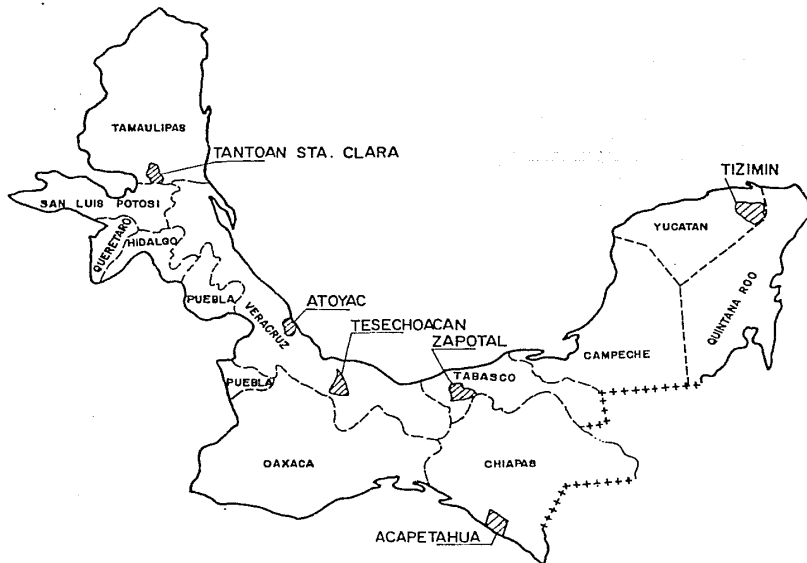 TAMAULIPAS
TANTOAN STA. CLARA
TIZIMIN
SAN LUIS POTOSI
YUCATAN
QUERETARO
HIDALGO
QUINTANA ROO
PUEBLA
VERACRUZ
ATOYAC
TESECHOACAN
ZAPOTAL
CAMPECHE
TABASCO
PUEBLA
OAXACA
CHIAPAS
ACAPETAHUA